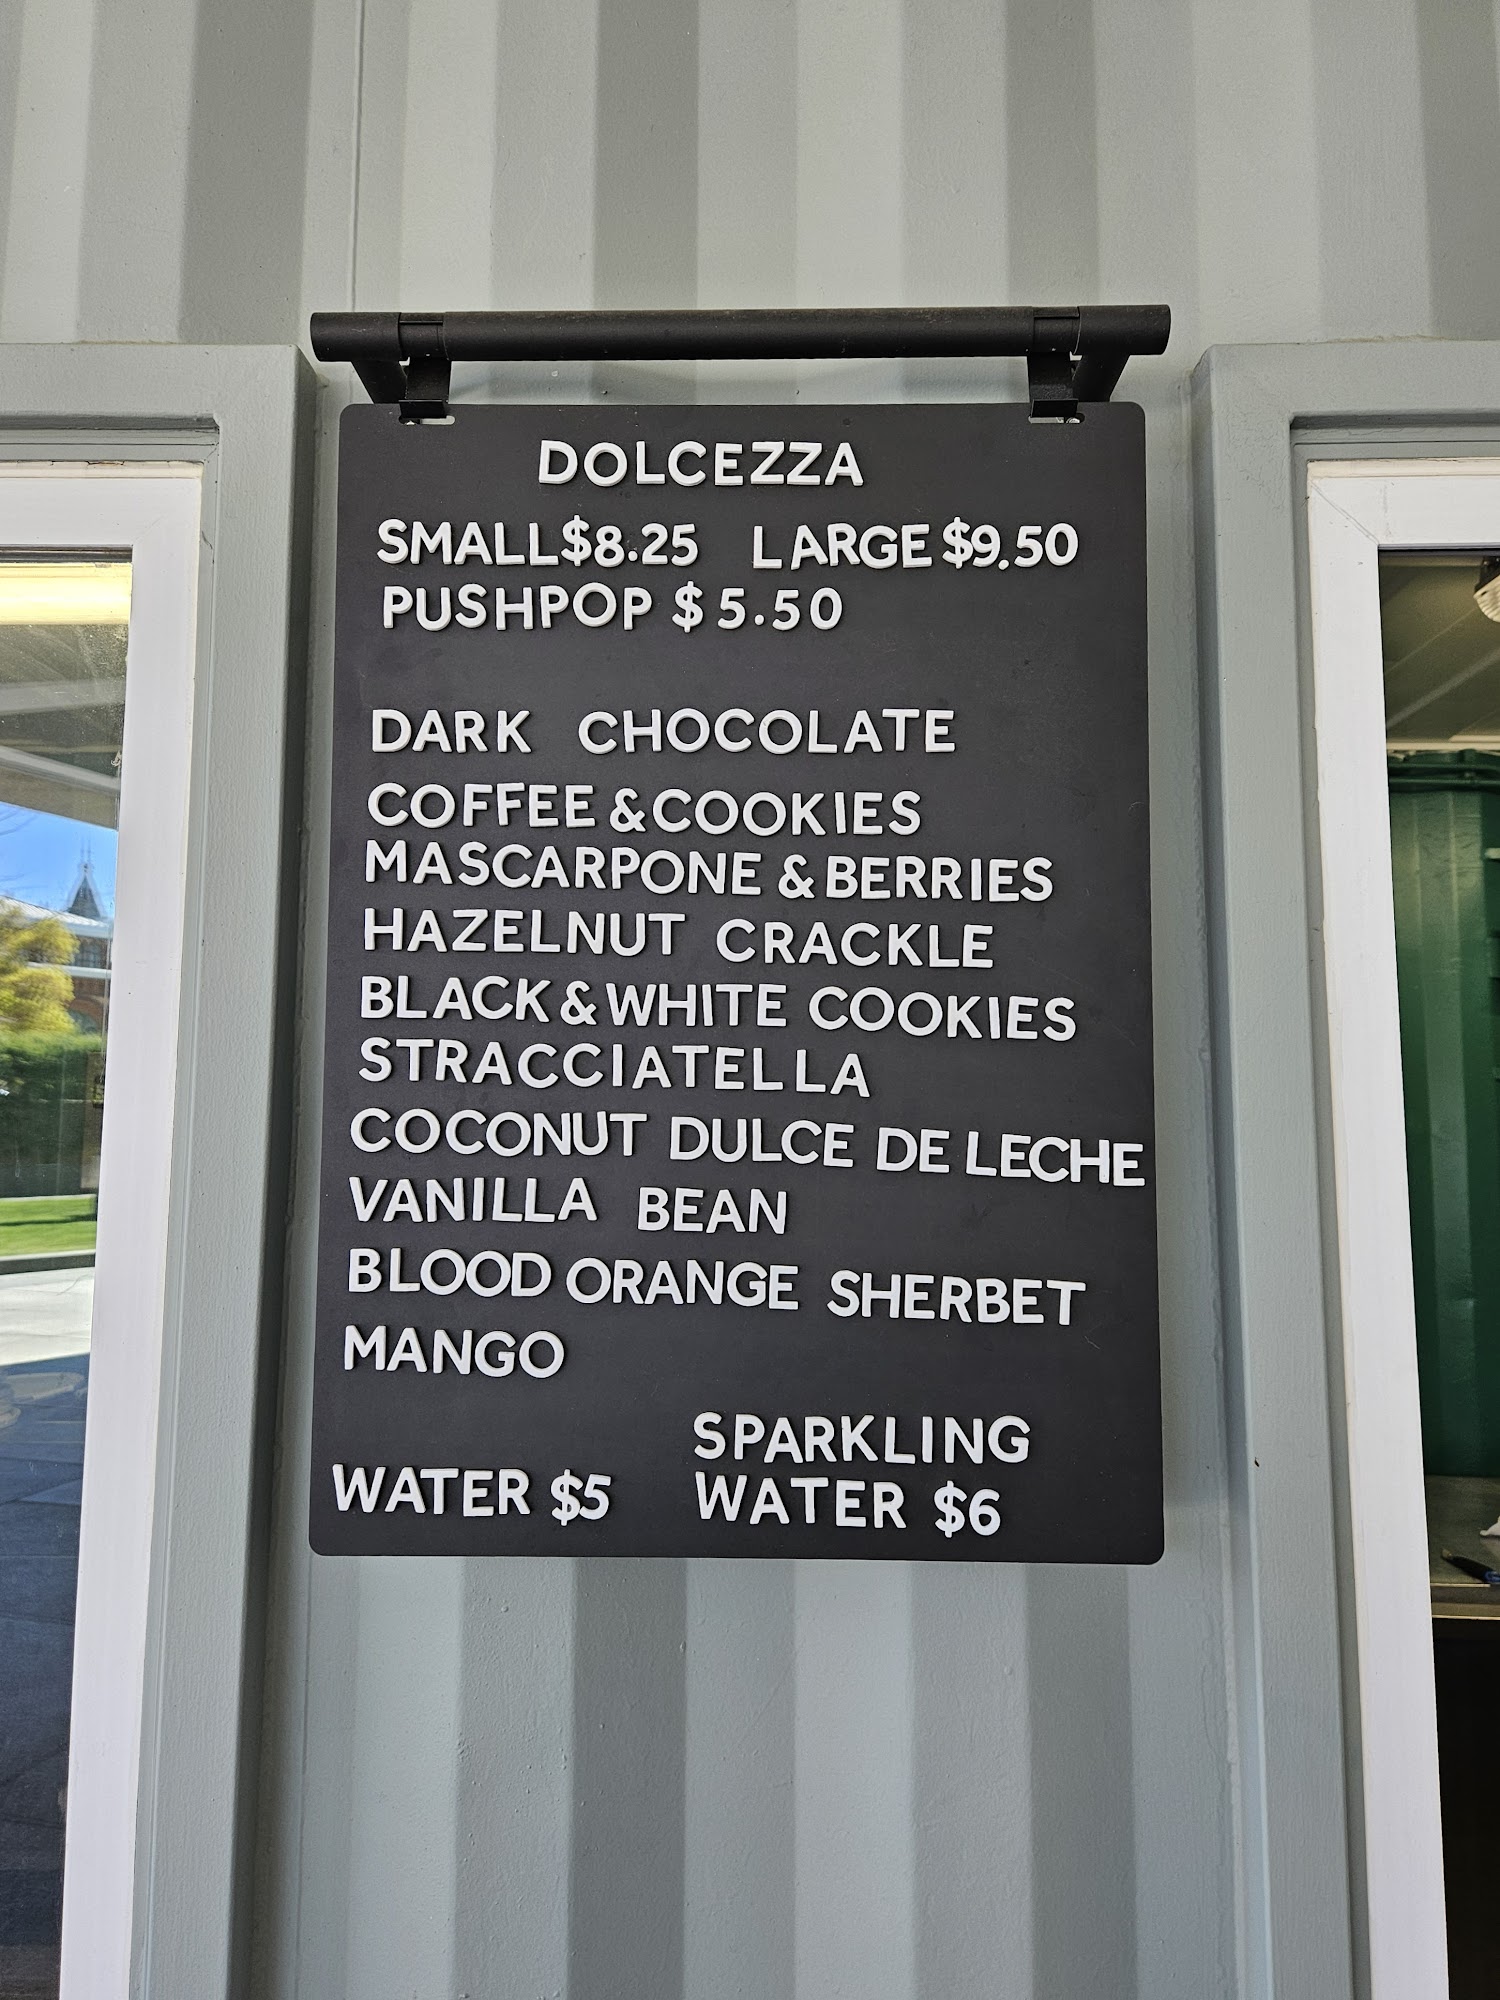 DOLCEZZA
SMALL$8.25 LARGE $9.50
PUSHPOP $5.50
DARK CHOCOLATE
COFFEE & COOKIES
MASCARPONE & BERRIES
HAZELNUT CRACKLE
BLACK & WHITE COOKIES
STRACCIATELLA
COCONUT DULCE DE LECHE
VANILLA BEAN
BLOOD ORANGE SHERBET
MANGO
WATER $5
SPARKLING
WATER $6